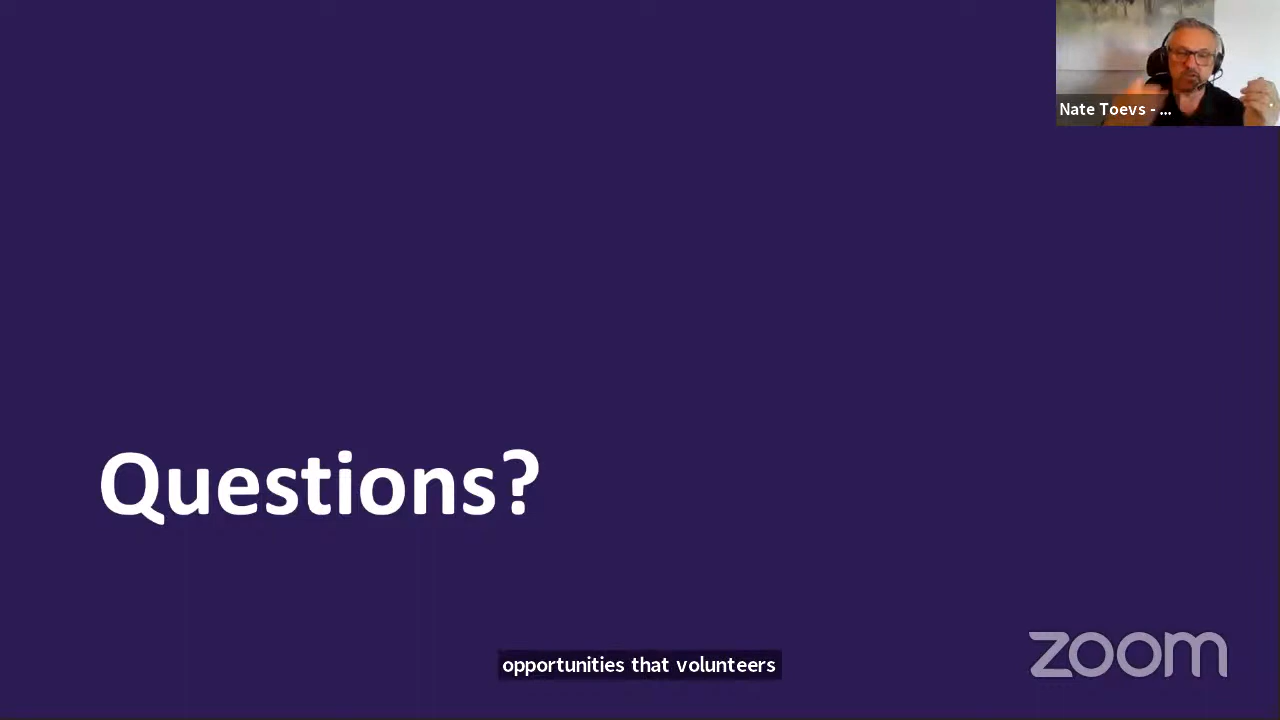 Nate Toevs - ...
Questions?
opportunities that volunteers
zoom